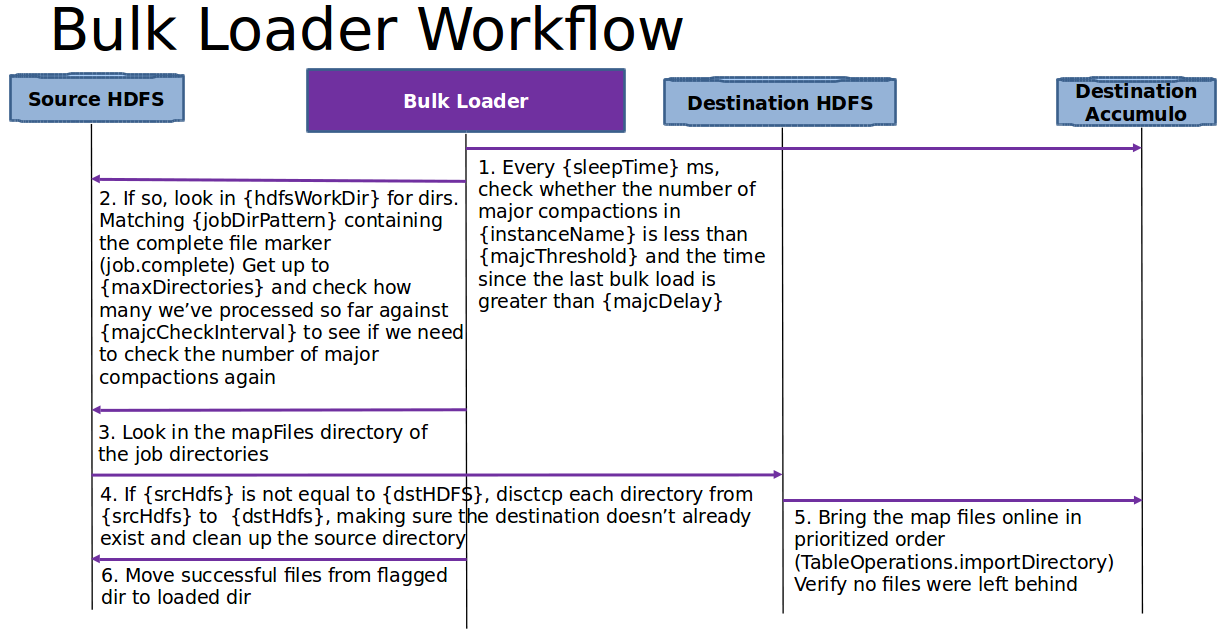 Bulk Loader Workflow
Source HDFS
Bulk Loader
Destination HDFS
Destination
Accumulo
1. Every {sleepTime} ms,
check whether the number of
major compactions in
{instanceName} is less than
{majcThreshold} and the time
since the last bulk load is
greater than {majcDelay}
2. If so, look in {hdfsWorkDir} for dirs.
Matching {jobDirPattern} containing
the complete file marker
(job.complete) Get up to
{maxDirectories} and check how
many we’ve processed so far against
{majcCheckInterval} to see if we need
to check the number of major
compactions again
3. Look in the mapFiles directory of
the job directories
4. If {srcHdfs} is not equal to {dstHDFS}, disctcp each directory from
{srcHdfs} to {dstHdfs}, making sure the destination doesn’t already
exist and clean up the source directory
5. Bring the map files online in
prioritized order
(TableOperations.importDirectory)
Verify no files were left behind
6. Move successful files from flagged
dir to loaded dir